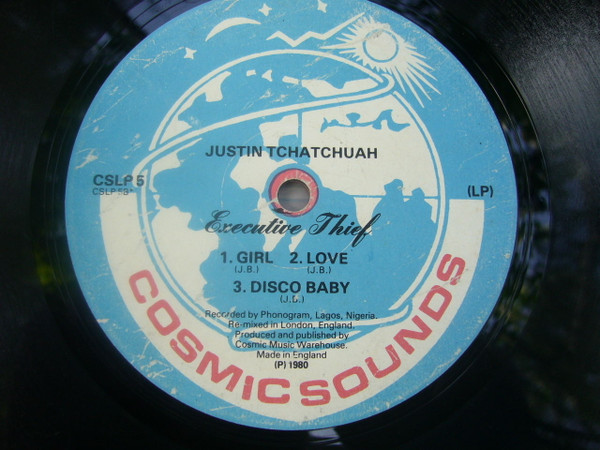 JUSTIN TCHATCHUAH
CSLP 5
(LP)
Executive Thief
1. GIRL 2. LOVE
(J.B.) (J.B.)
3. DISCO BABY
(J.B.)
Recorded by Phonogram, Lagos, Nigeria.
Re-mixed in London, England.
Produced and published by
Cosmic Music Warehouse.
Made in England
(P) 1980
COSMIC SOUNDS